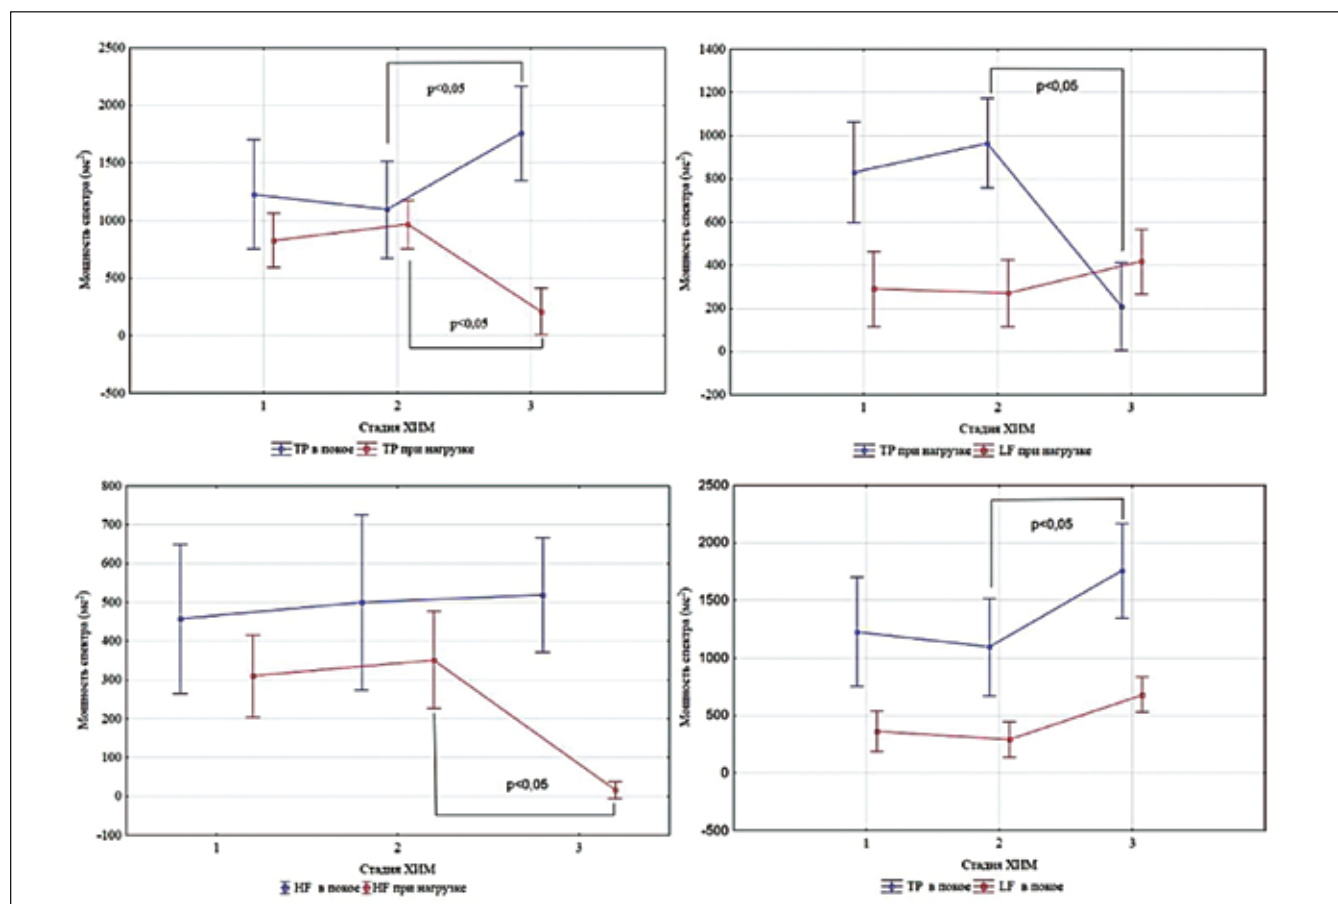 2500
2000
1500
1000
500
0
-500
Мощность спектра (мс²)
p<0,05
p<0,05
1 2 3
Стадия ХИМ
TP в покое TP при нагрузке
1400
1200
1000
800
600
400
200
0
-200
Мощность спектра (мс²)
p<0,05
1 2 3
Стадия ХИМ
TP при нагрузке LF при нагрузке
800
700
600
500
400
300
200
100
0
-100
Мощность спектра (мс²)
p<0,05
1 2 3
Стадия ХИМ
HF в покое HF при нагрузке
2500
2000
1500
1000
500
0
-500
Мощность спектра (мс²)
p<0,05
1 2 3
Стадия ХИМ
TP в покое LF в покое